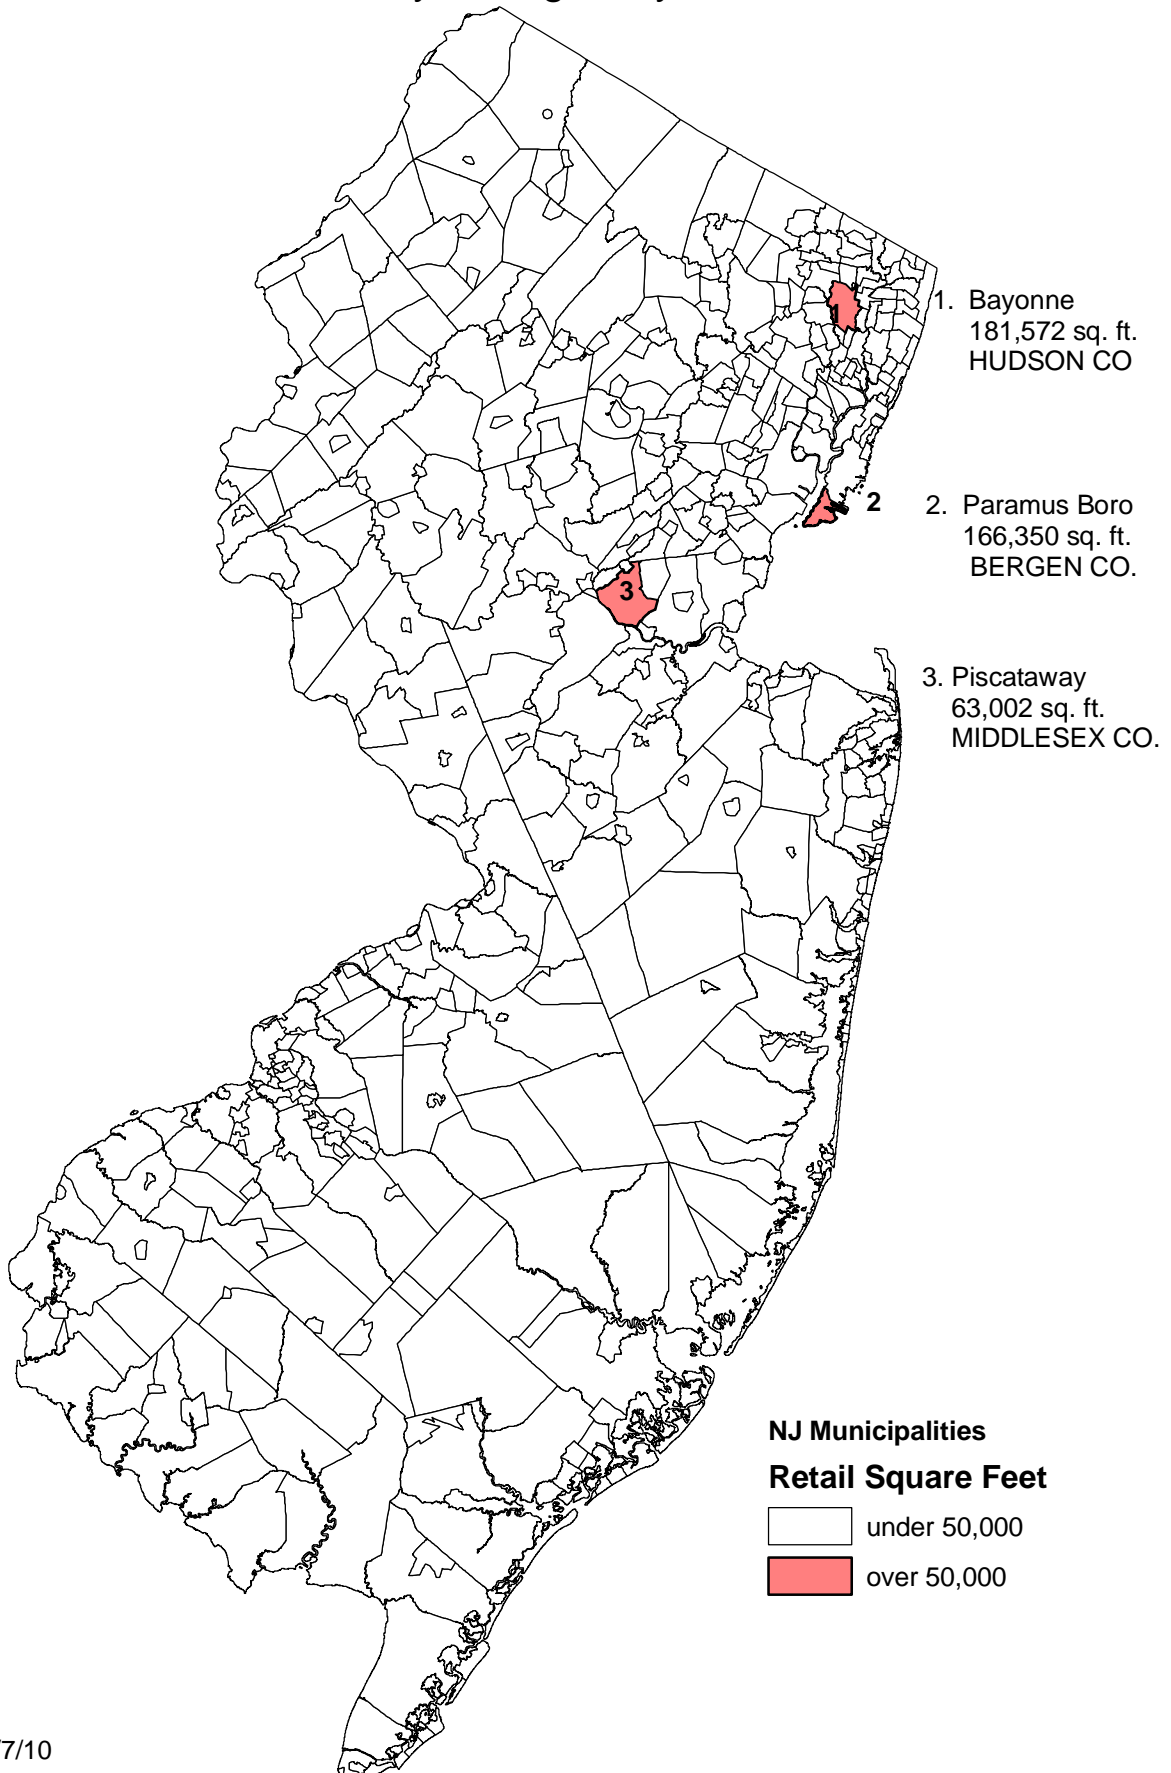 1
1. Bayonne
181,572 sq. ft.
HUDSON CO
2
2. Paramus Boro
166,350 sq. ft.
BERGEN CO.
3
3. Piscataway
63,002 sq. ft.
MIDDLESEX CO.
NJ Municipalities
Retail Square Feet
under 50,000
over 50,000
7/10